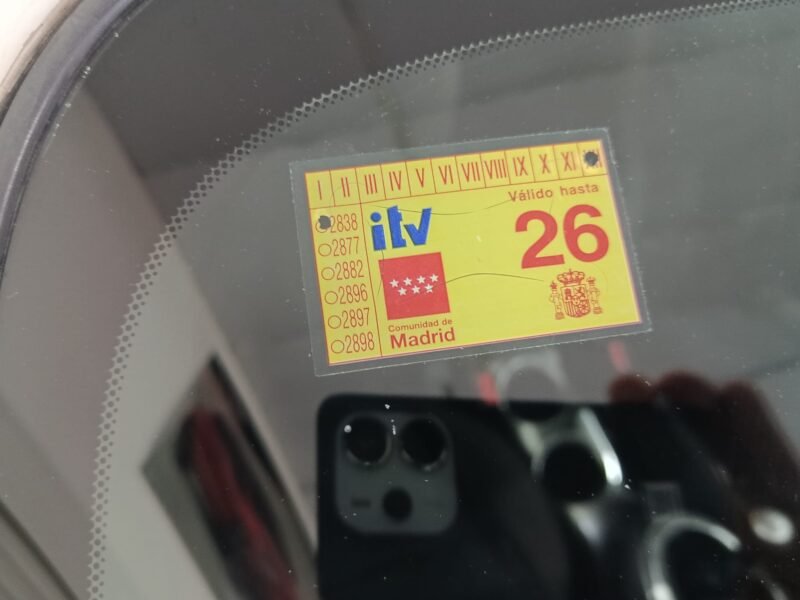 I II III IV V VI VII VIII IX X XI
Válido hasta
2838
itv
26
2877
2882
2896
2897
Comunidad de
2898
Madrid